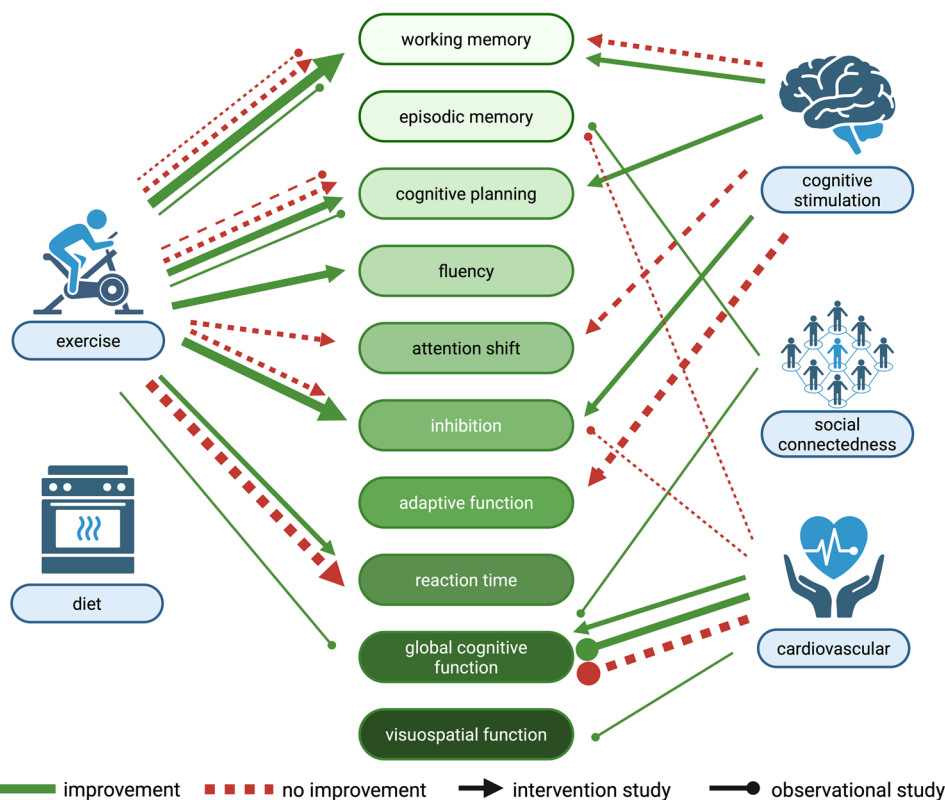 working memory
episodic memory
cognitive planning
fluency
attention shift
inhibition
adaptive function
reaction time
global cognitive
function
visuospatial function
exercise
diet
cognitive
stimulation
social
connectedness
cardiovascular
improvement
no improvement
intervention study
observational study